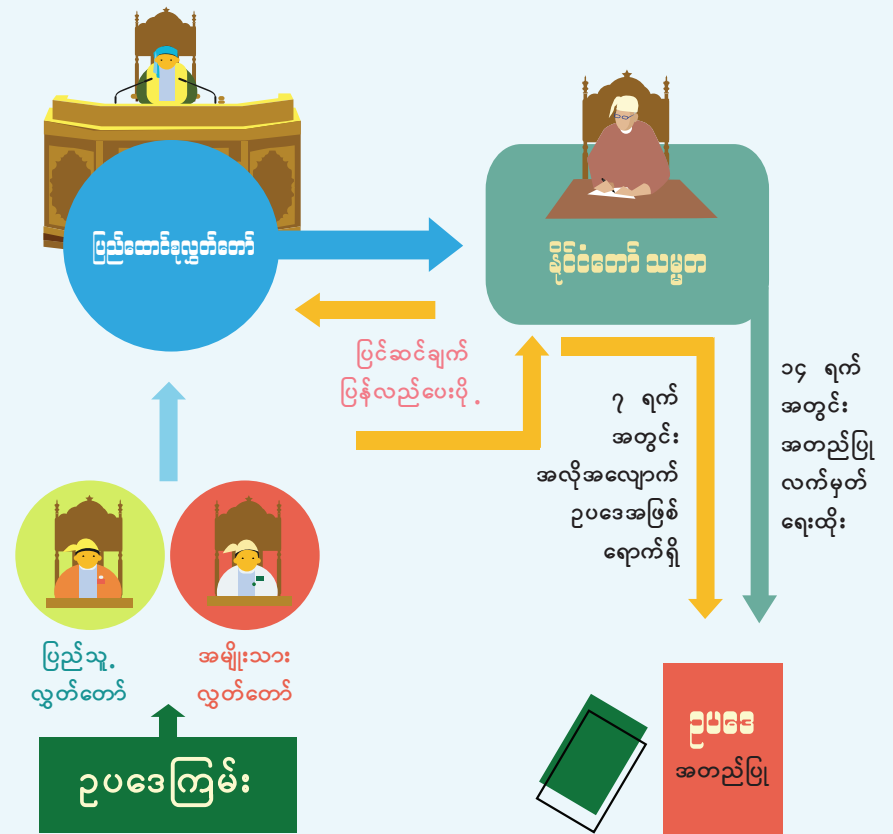 ပြည်ထောင်စုလွှတ်တော်
နိုင်ငံတော် သမ္မတ
ပြင်ဆင်ချက်
ပြန်လည်ပေးပို့
၇ ရက်
အတွင်း
အလိုအလျောက်
ဥပဒေအဖြစ်
ရောက်ရှိ
၁၄ ရက်
အတွင်း
အတည်ပြု
လက်မှတ်
ရေးထိုး
ပြည်သူ့
လွှတ်တော်
အမျိုးသား
လွှတ်တော်
ဥပဒေကြမ်း
ဥပဒေ
အတည်ပြု